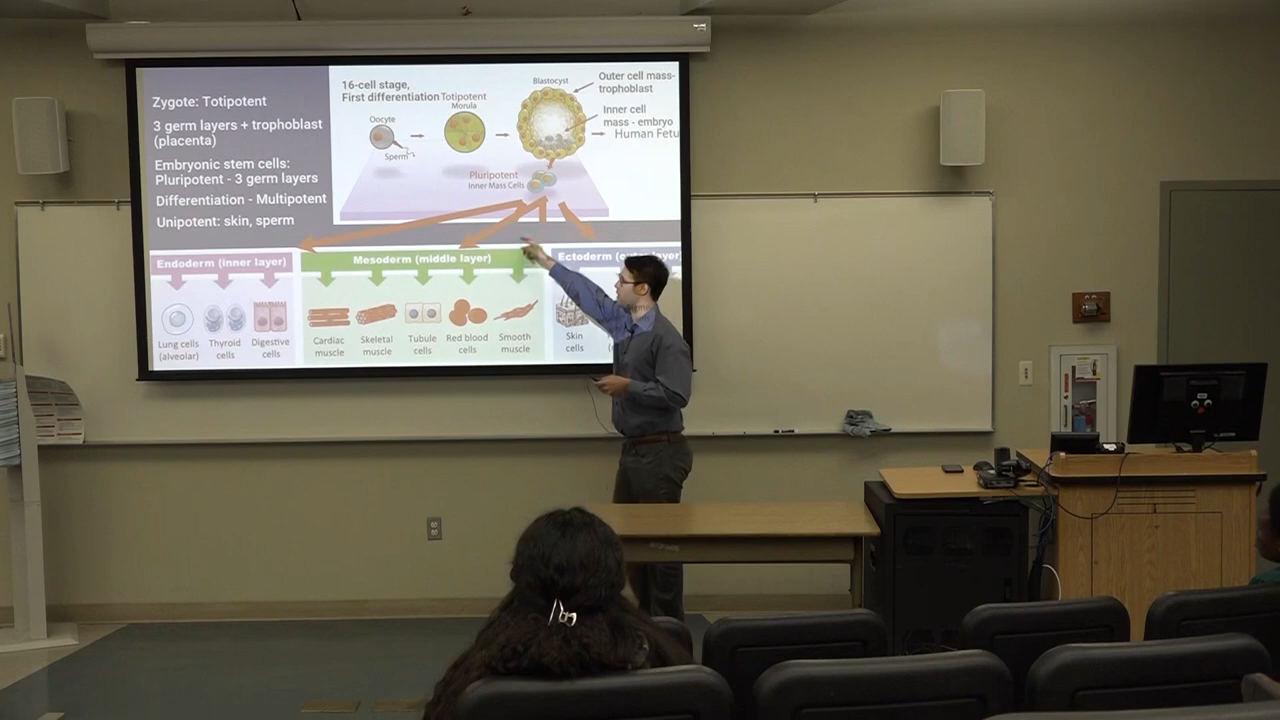 Zygote: Totipotent
3 germ layers + trophoblast
(placenta)
Embryonic stem cells:
Pluripotent - 3 germ layers
Differentiation - Multipotent
Unipotent: skin, sperm
16-cell stage,
First differentiation
Totipotent
Morula
Oocyte
Sperm
Blastocyst
Outer cell mass-
trophoblast
Inner cell
mass - embryo
Human Fetu
Pluripotent
Inner Mass Cells
Endoderm (inner layer)
Lung cells
(alveolar)
Thyroid
cells
Digestive
cells
Mesoderm (middle layer)
Cardiac
muscle
Skeletal
muscle
Tubule
cells
Red blood
cells
Smooth
muscle
Ectoderm
Skin
cells